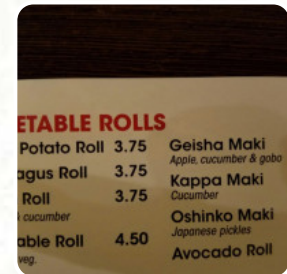 ETABLE ROLLS
Potato Roll 3.75
agus Roll 3.75
Roll 3.75
& cucumber
able Roll 4.50
veg.
Geisha Maki
Apple, cucumber & gobo
Kappa Maki
Cucumber
Oshinko Maki
Japanese pickles
Avocado Roll